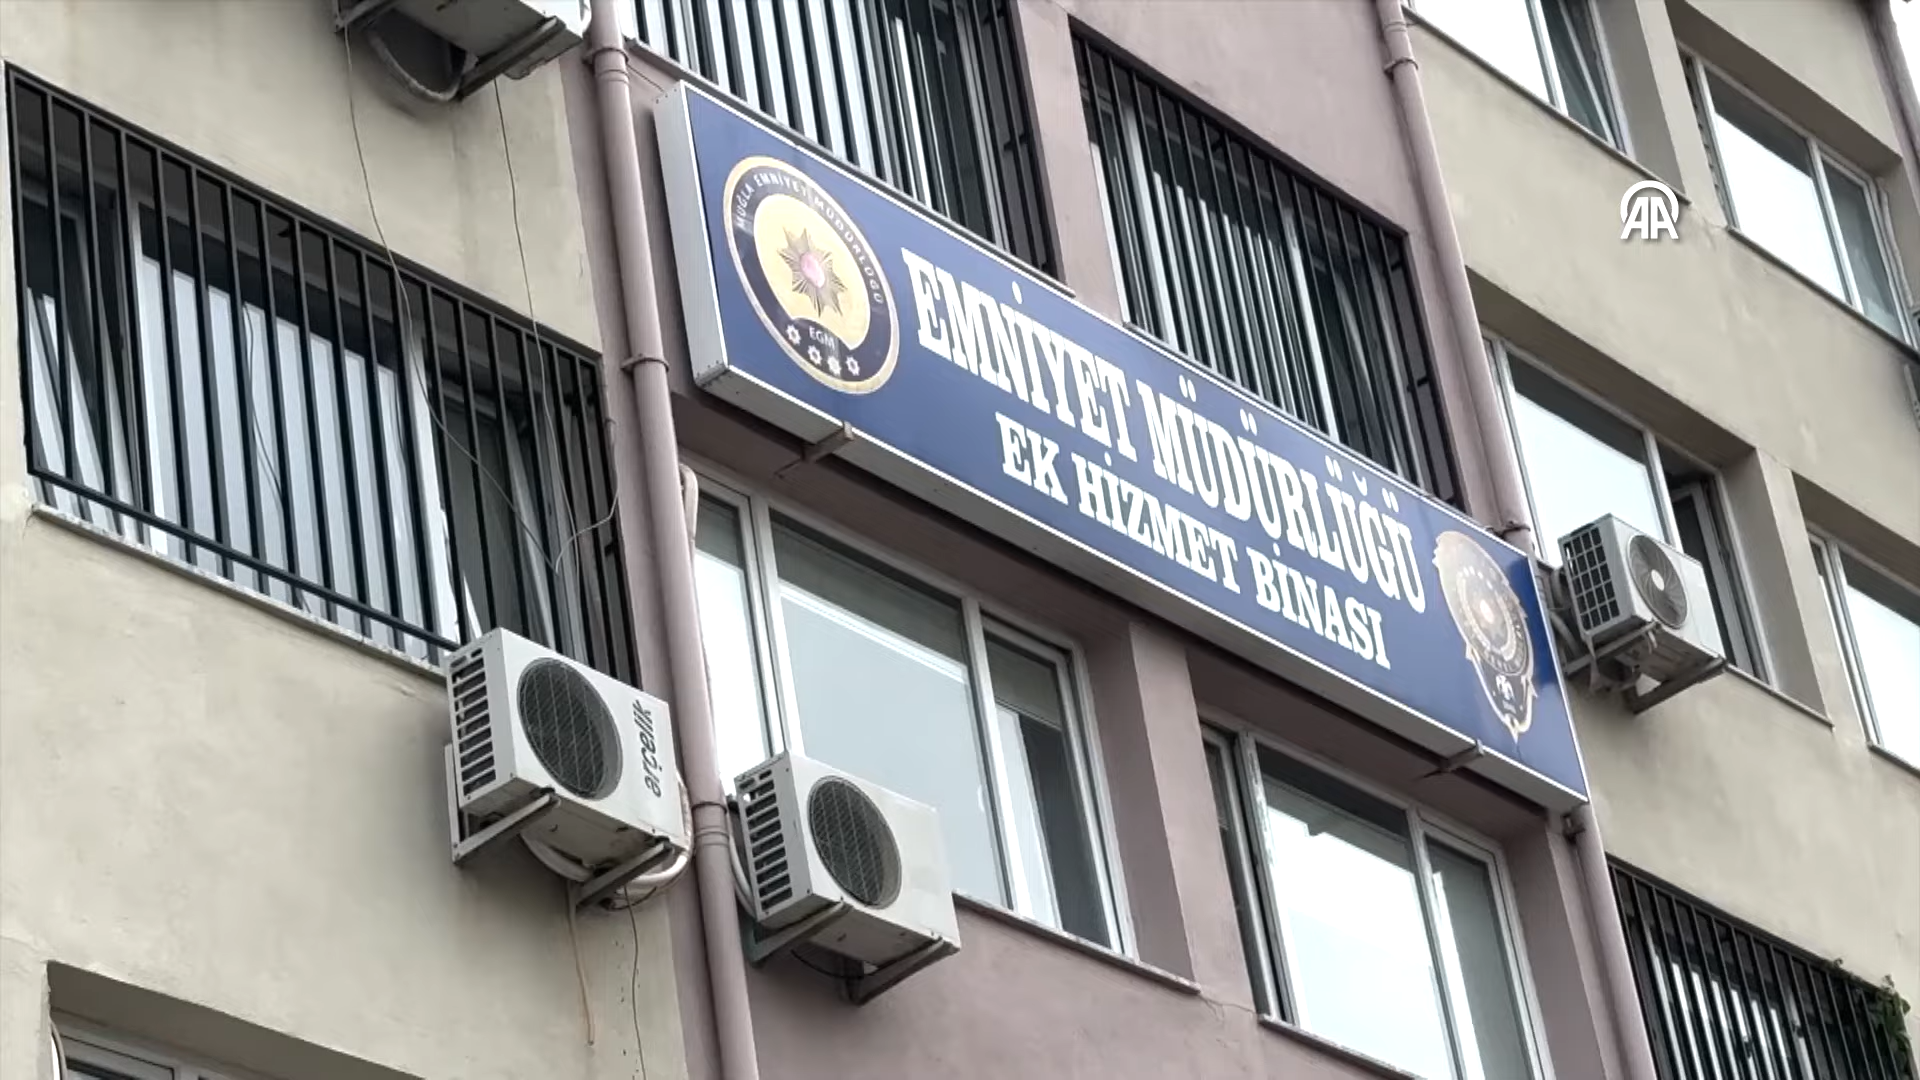 MUĞLA EMNİYET MÜDÜRLÜĞÜ
EGM
EMNİYET MÜDÜRLÜĞÜ
EK HİZMET BİNASI
AA
arçelik